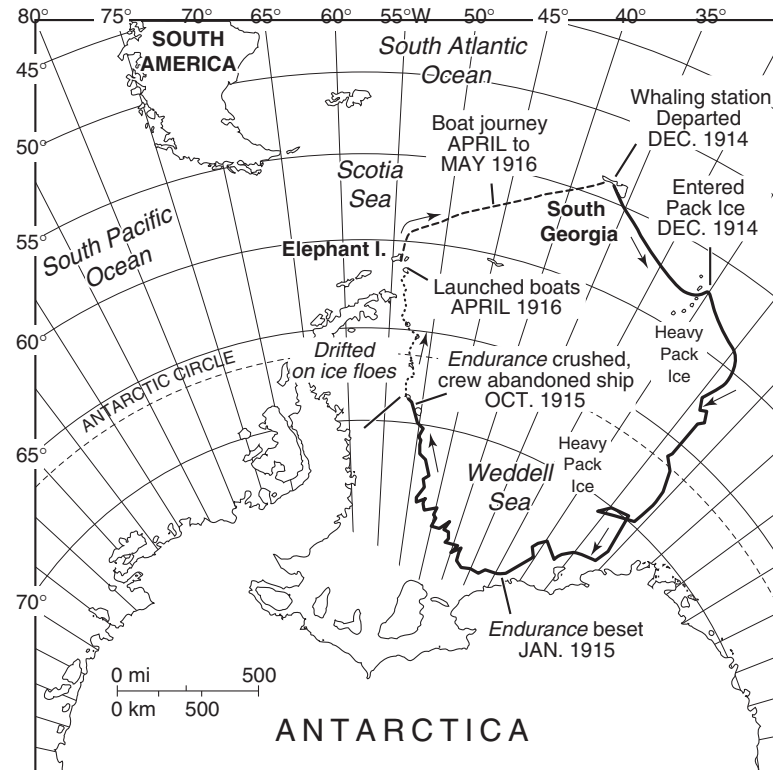 80°
75°
65°
60°
55°
50°
45°
40°
35°
SOUTH
AMERICA
South Atlantic
Ocean
45°
50°
55°
60°
65°
70°
Whaling station,
Departed
DEC. 1914
Boat journey
APRIL to
MAY 1916
Scotia
Sea
Entered
Pack Ice
DEC. 1914
South
Georgia
South Pacific
Ocean
Elephant I.
Launched boats
APRIL 1916
Heavy
Pack
Ice
Drifted
on ice floes
Endurance crushed,
crew abandoned ship
OCT. 1915
ANTARCTIC CIRCLE
Heavy
Pack
Ice
Weddell
Sea
Endurance beset
JAN. 1915
0 mi 500
0 km 500
ANTARCTICA